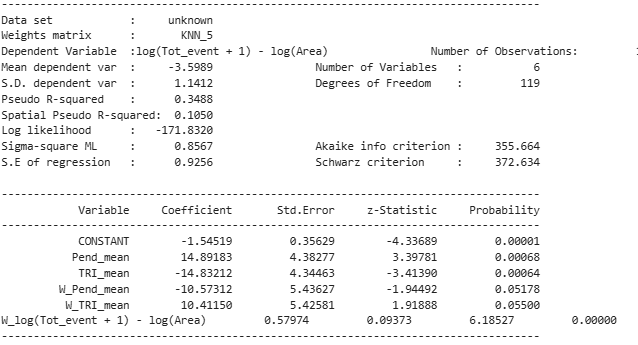 ---------------------------------------------------------------------------------
Data set : unknown
Weights matrix : KNN_5
Dependent Variable :log(Tot_event + 1) - log(Area) Number of Observations:
Mean dependent var : -3.5989 Number of Variables : 6
S.D. dependent var : 1.1412 Degrees of Freedom : 119
Pseudo R-squared : 0.3488
Spatial Pseudo R-squared: 0.1050
Log likelihood : -171.8320
Sigma-square ML : 0.8567 Akaike info criterion : 355.664
S.E of regression : 0.9256 Schwarz criterion : 372.634
---------------------------------------------------------------------------------
Variable Coefficient Std.Error z-Statistic Probability
---------------------------------------------------------------------------------
CONSTANT -1.54519 0.35629 -4.33689 0.00001
Pend_mean 14.89183 4.38277 3.39781 0.00068
TRI_mean -14.83212 4.34463 -3.41390 0.00064
W_Pend_mean -10.57312 5.43627 -1.94492 0.05178
W_TRI_mean 10.41150 5.42581 1.91888 0.05500
W_log(Tot_event + 1) - log(Area) 0.57974 0.09373 6.18527 0.00000
---------------------------------------------------------------------------------